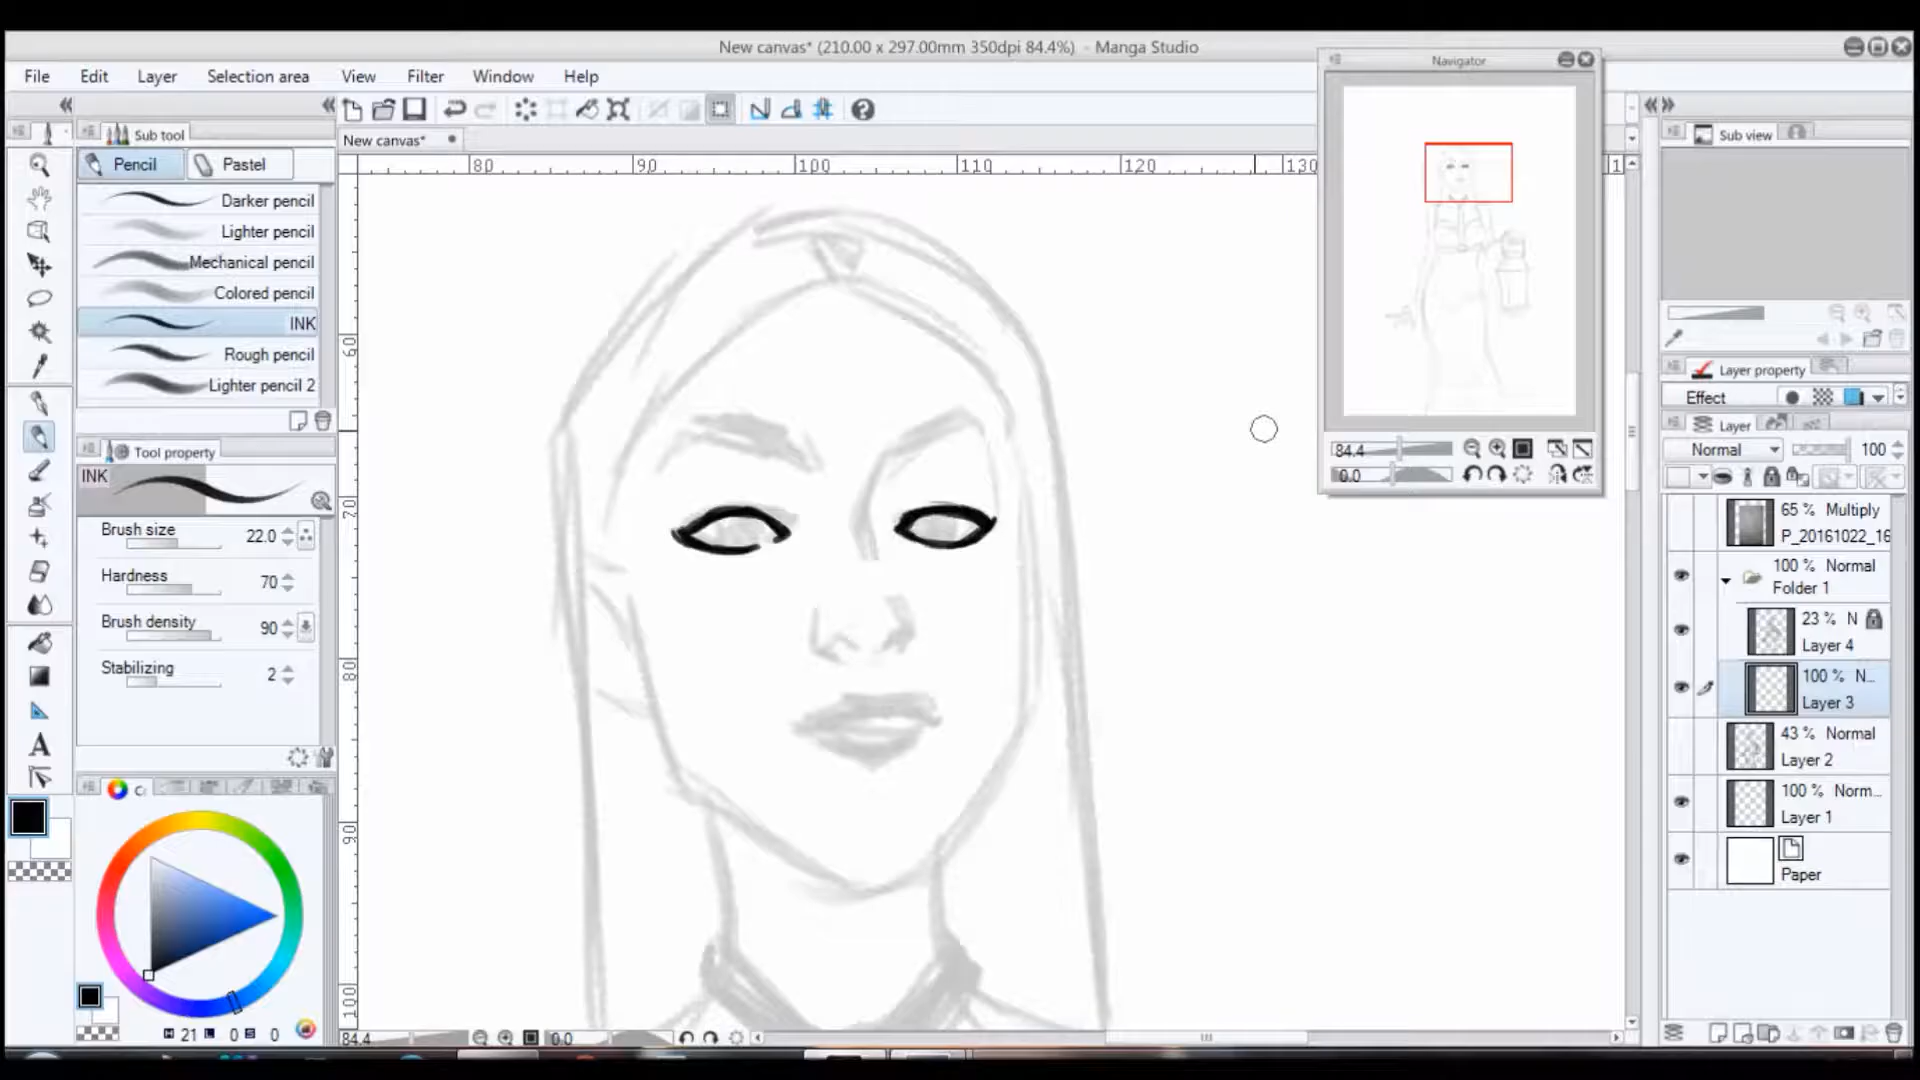 New canvas* (210.00 x 297.00mm 350dpi 84.4%) - Manga Studio
File Edit Layer Selection area View Filter Window Help
Navigator
Sub tool
New canvas*
Sub view
Pencil Pastel
80 90 100 110 120 130
Darker pencil
Lighter pencil
Mechanical pencil
Colored pencil
INK
Rough pencil
Lighter pencil 2
60
70
80
90
100
Layer property
Effect
Layer
Normal 100
84.4
0.0
Tool property
INK
Brush size 22.0
Hardness 70
Brush density 90
Stabilizing 2
65 % Multiply
P_20161022_16
100 % Normal
Folder 1
23 % N
Layer 4
100 % N...
Layer 3
43 % Normal
Layer 2
100 % Norm...
Layer 1
Paper
A
H 21 L 0 S 0
84.4 0.0